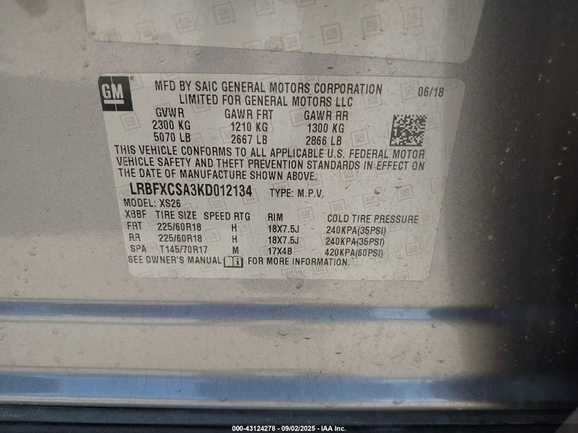 GM
MFD BY SAIC GENERAL MOTORS CORPORATION 06/18
LIMITED FOR GENERAL MOTORS LLC
GVWR GAWR FRT GAWR RR
2300 KG 1210 KG 1300 KG
5070 LB 2667 LB 2866 LB
THIS VEHICLE CONFORMS TO ALL APPLICABLE U.S. FEDERAL MOTOR
VEHICLE SAFETY AND THEFT PREVENTION STANDARDS IN EFFECT ON
THE DATE OF MANUFACTURE SHOWN ABOVE.
LRBFXCSA3KD012134 TYPE: M.P.V.
MODEL: XS26
XBBF TIRE SIZE SPEED RTG RIM COLD TIRE PRESSURE
FRT 225/60R18 H 18X7.5J 240KPA(35PSI)
RR 225/60R18 H 18X7.5J 240KPA(35PSI)
SPA T145/70R17 M 17X4B 420KPA(60PSI)
SEE OWNER'S MANUAL FOR MORE INFORMATION.
000-43124278 - 09/02/2025 - IAA Inc.